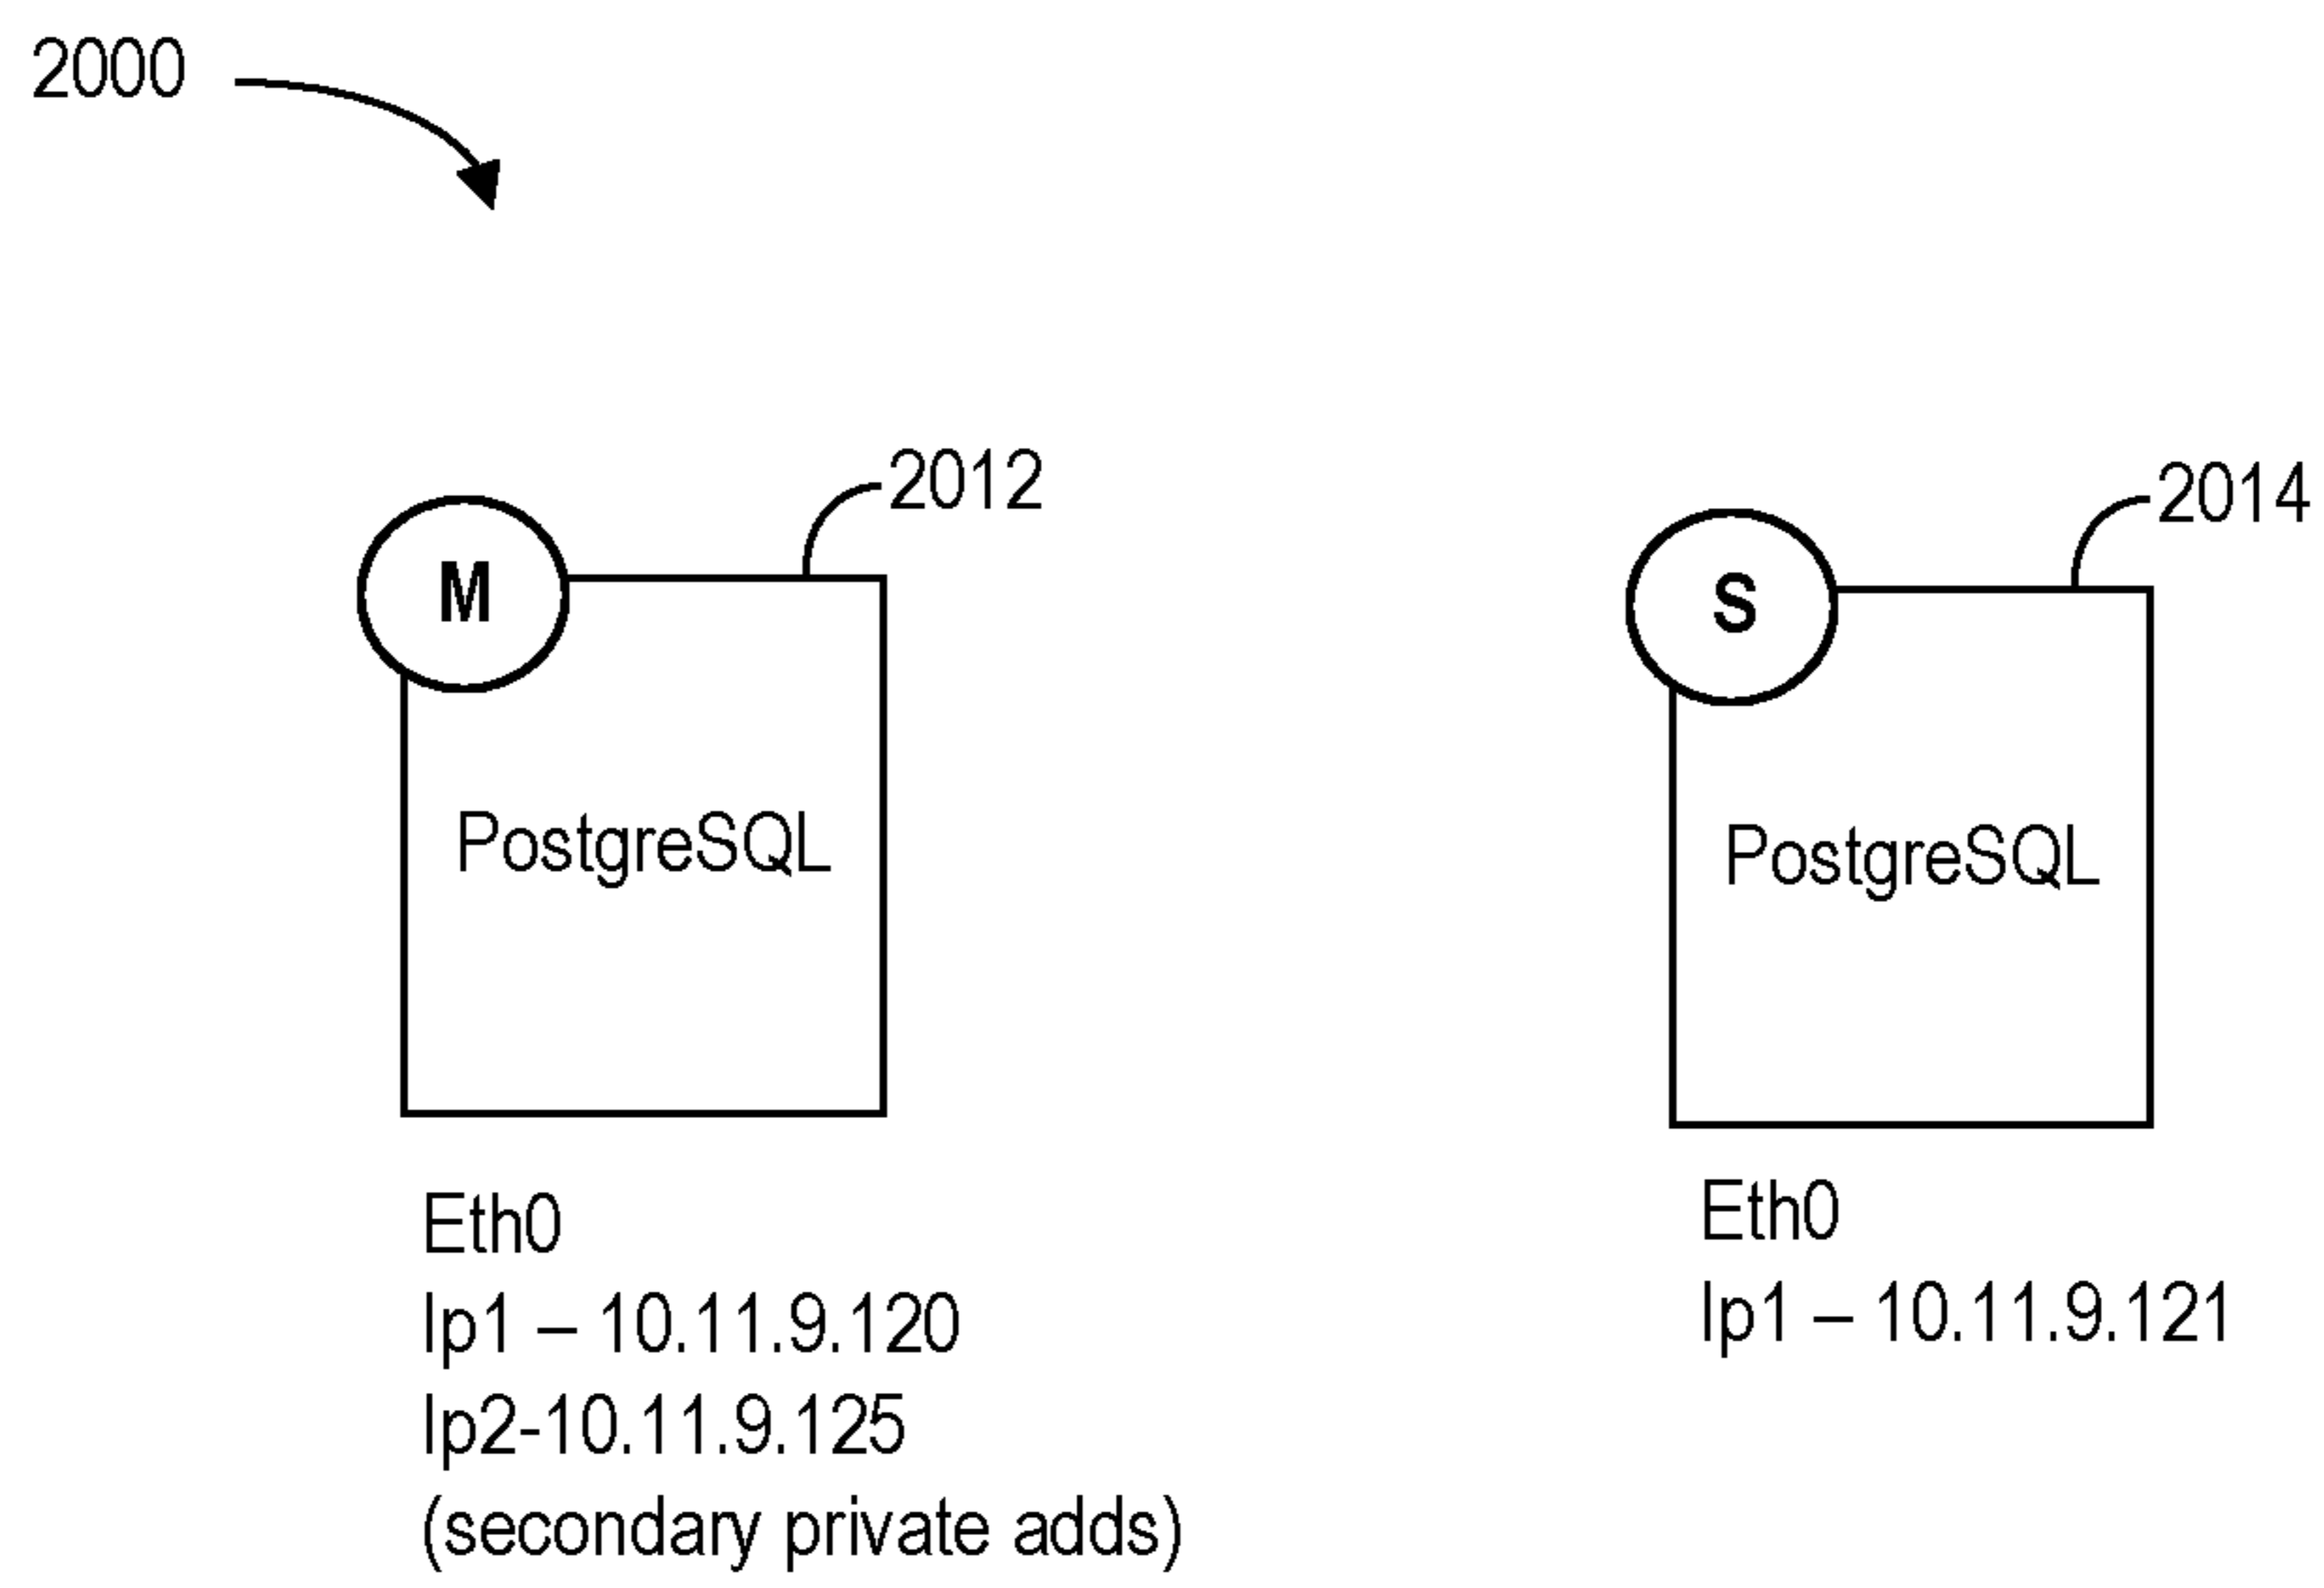 2000
2012
M
PostgreSQL
Eth0
Ip1 – 10.11.9.120
Ip2-10.11.9.125
(secondary private adds)
2014
S
PostgreSQL
Eth0
Ip1 – 10.11.9.121